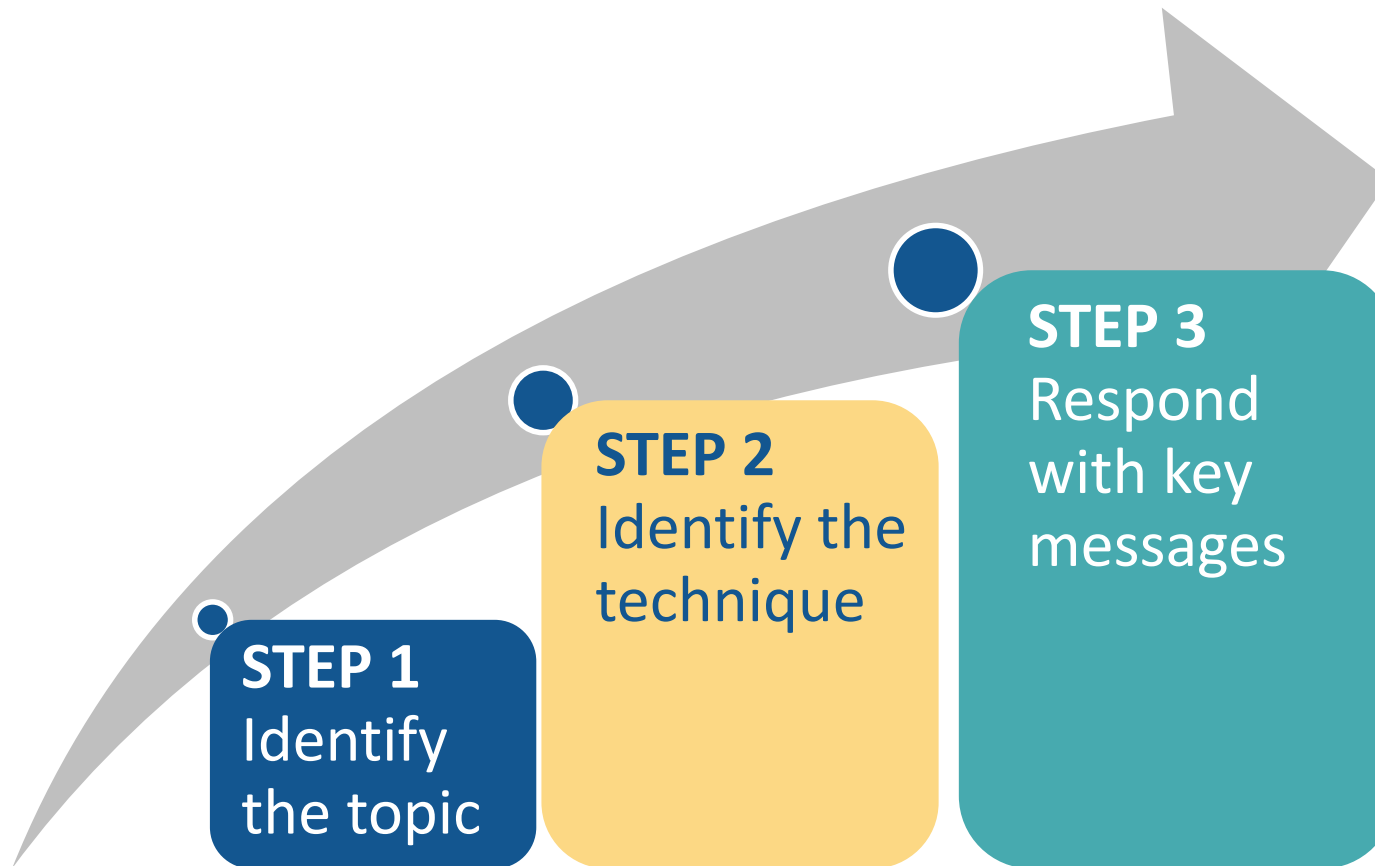 STEP 1
Identify
the topic
STEP 2
Identify the
technique
STEP 3
Respond
with key
messages